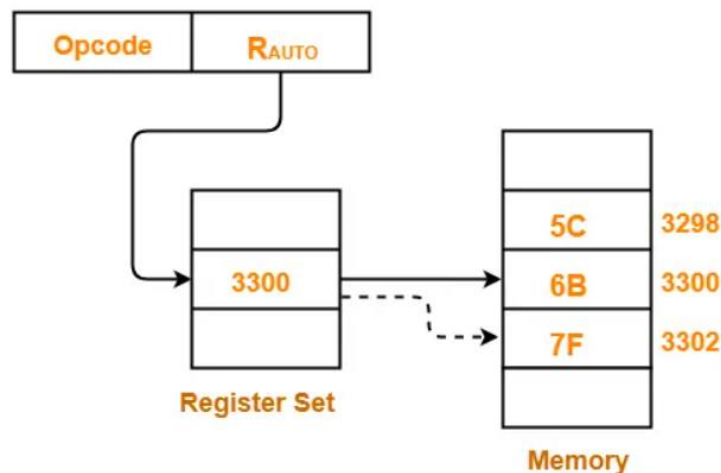 Opcode RAUTO
5C 3298
3300 6B 3300
7F 3302
Register Set
Memory